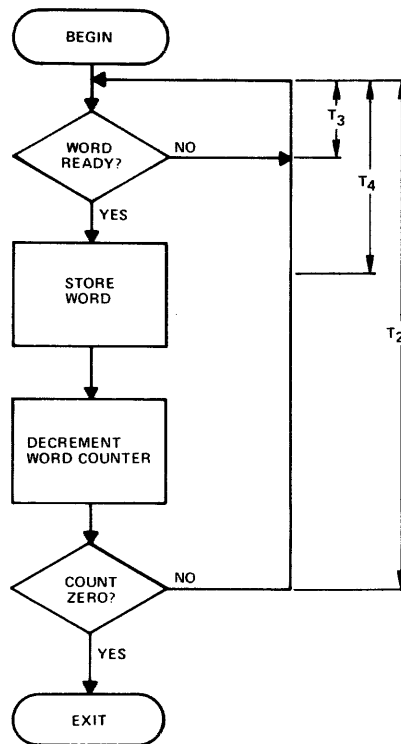 BEGIN
WORD
READY?
NO
YES
STORE
WORD
DECREMENT
WORD COUNTER
COUNT
ZERO?
NO
YES
EXIT
T3
T4
T2